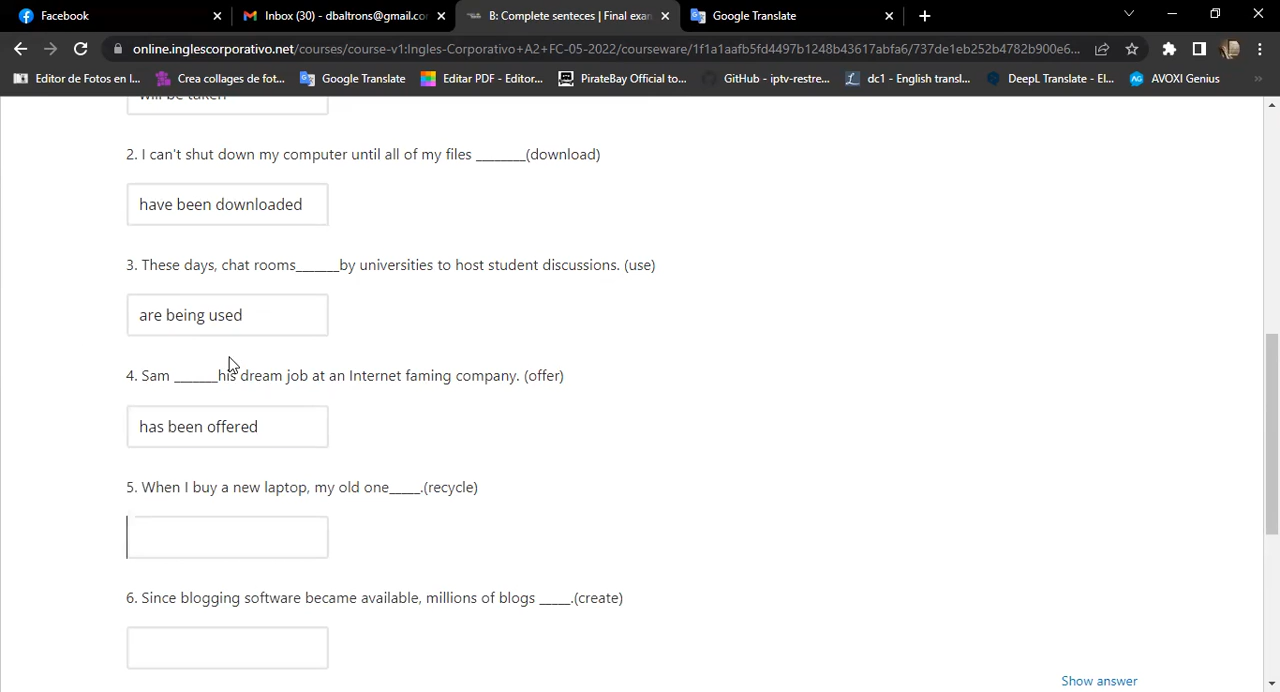 Facebook
Inbox (30) - dbaltrons@gmail.co
B: Complete senteces | Final exan
Google Translate
online.inglescorporativo.net/courses/course-v1:Ingles-Corporativo+A2+FC-05-2022/courseware/1f1a1aafb5fd4497b1248b43617abfa6/737de1eb252b4782b900e6...
Editor de Fotos en l...
Crea collages de fot...
Google Translate
Editar PDF - Editor...
PirateBay Official to...
GitHub - iptv-restre...
dc1 - English transl...
DeepL Translate - El...
AVOXI Genius
»
will be taken
2. I can't shut down my computer until all of my files _______(download)
have been downloaded
3. These days, chat rooms______by universities to host student discussions. (use)
are being used
4. Sam ______his dream job at an Internet faming company. (offer)
has been offered
5. When I buy a new laptop, my old one_____.(recycle)
6. Since blogging software became available, millions of blogs _____.(create)
Show answer